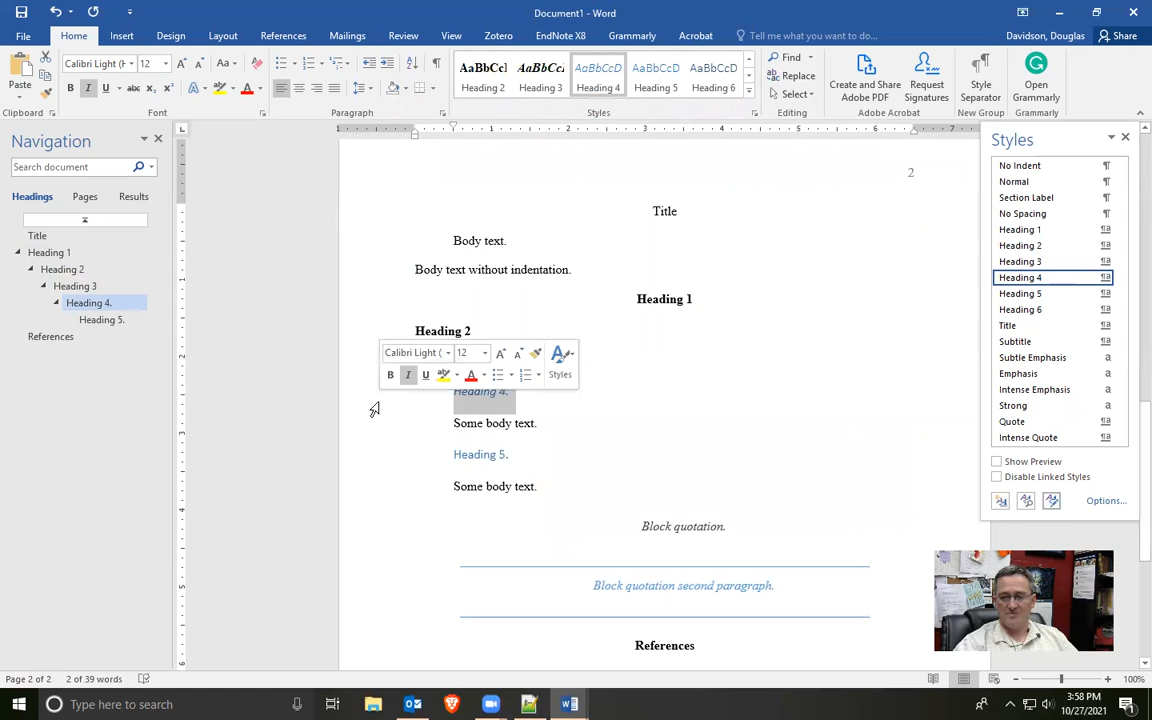 Document1 - Word
File Home Insert Design Layout References Mailings Review View Zotero EndNote X8 Grammarly Acrobat Tell me what you want to do... Davidson, Douglas Share
Calibri Light (H 12 Aa
AaBbCcI AaBbCcI AaBbCcD AaBbCcD AaBbCcD
Heading 2 Heading 3 Heading 4 Heading 5 Heading 6
Find
Replace
Select
Paste
Create and Share Adobe PDF
Request Signatures
Style Separator
Open Grammarly
Clipboard Font Paragraph Styles Editing Adobe Acrobat New Group Grammarly
Navigation
Search document
Headings Pages Results
Title
Heading 1
Heading 2
Heading 3
Heading 4.
Heading 5.
References
2
Title
Body text.
Body text without indentation.
Heading 1
Heading 2
Calibri Light ( 12
B I U Styles
Heading 4.
Some body text.
Heading 5.
Some body text.
Block quotation.
Block quotation second paragraph.
References
Styles
No Indent
Normal
Section Label
No Spacing
Heading 1
Heading 2
Heading 3
Heading 4
Heading 5
Heading 6
Title
Subtitle
Subtle Emphasis
Emphasis
Intense Emphasis
Strong
Quote
Intense Quote
Show Preview
Disable Linked Styles
Options...
Page 2 of 2 2 of 39 words 100%
Type here to search
3:58 PM
10/27/2021